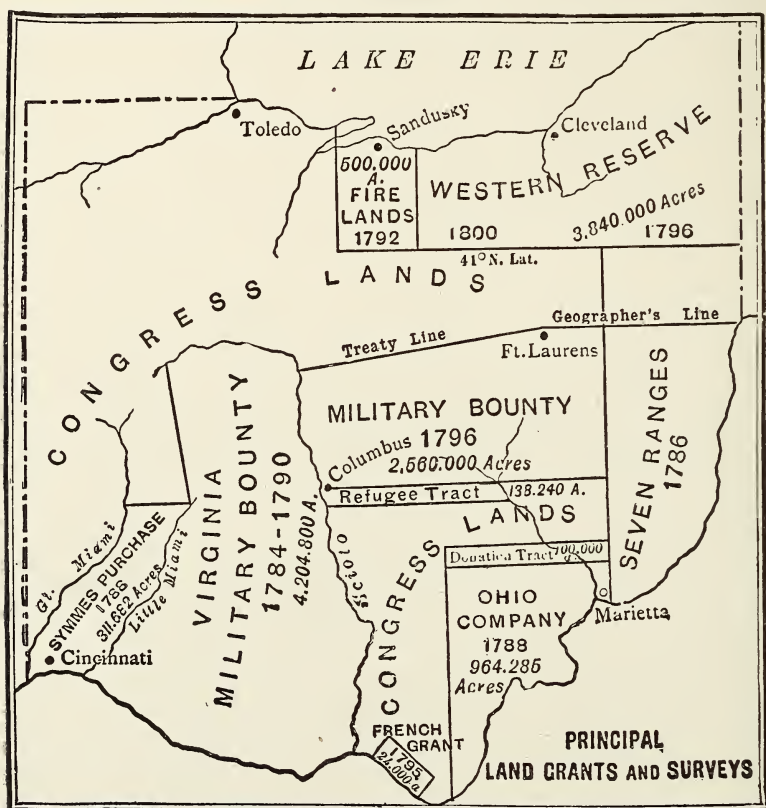 LAKE ERIE
Toledo
Sandusky
Cleveland
500.000
A.
FIRE
LANDS
1792
WESTERN RESERVE
3.840.000 Acres
1800
1796
41° N. Lat.
CONGRESS LANDS
Geographer's Line
Treaty Line
Ft. Laurens
MILITARY BOUNTY
1796
2,560.000 Acres
Columbus
Refugee Tract 138.240 A.
SEVEN RANGES
1786
VIRGINIA
MILITARY BOUNTY
1784-1790
4.204.800 A.
Scioto
CONGRESS LANDS
Donation Tract 100,000
OHIO
COMPANY
1788
964.285
Acres
Marietta
Gt. Miami
SYMMES PURCHASE
1788
311.682 Acres
Little Miami
Cincinnati
FRENCH
GRANT
1795
24.000 a
PRINCIPAL
LAND GRANTS AND SURVEYS